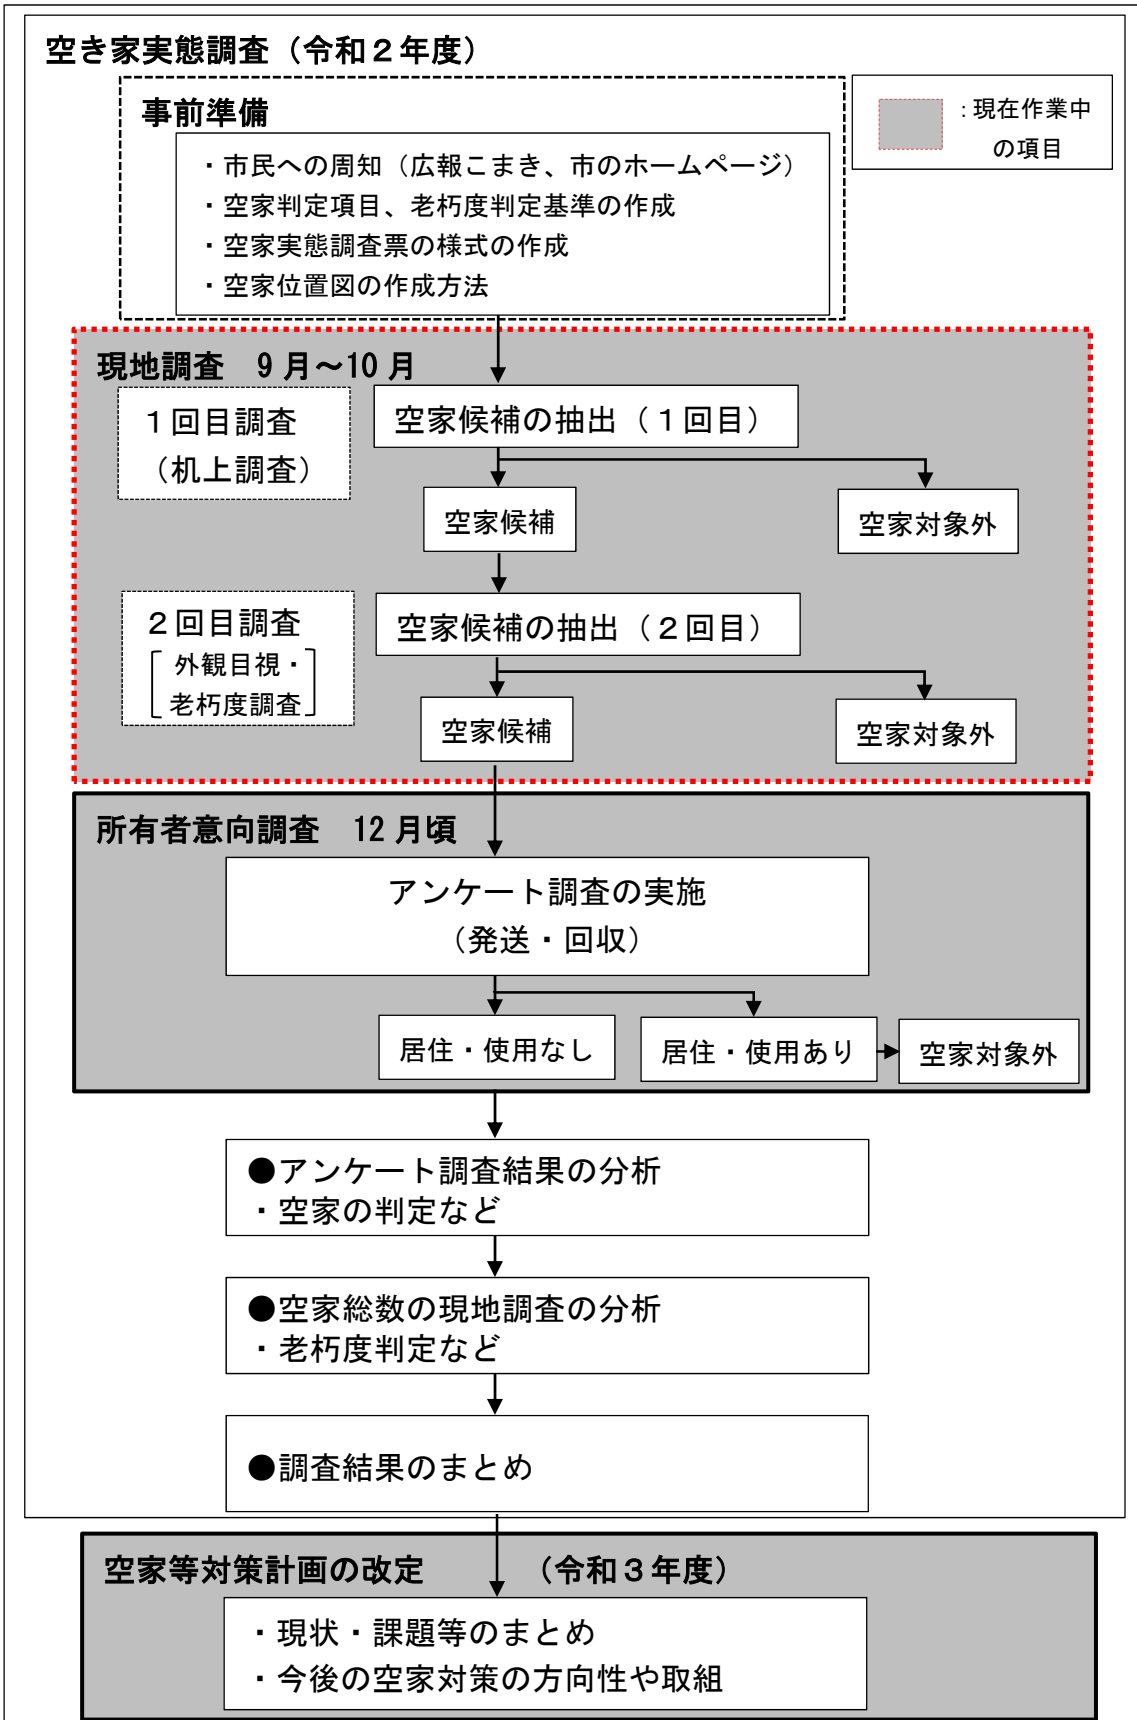 空き家実態調査（令和２年度）
事前準備
：現在作業中
の項目
・市民への周知（広報こまき、市のホームページ）
・空家判定項目、老朽度判定基準の作成
・空家実態調査票の様式の作成
・空家位置図の作成方法
現地調査　９月～10月
１回目調査
（机上調査）
空家候補の抽出（１回目）
空家候補
空家対象外
２回目調査
外観目視・
老朽度調査
空家候補の抽出（２回目）
空家候補
空家対象外
所有者意向調査　12月頃
アンケート調査の実施
（発送・回収）
居住・使用なし
居住・使用あり
空家対象外
●アンケート調査結果の分析
・空家の判定など
●空家総数の現地調査の分析
・老朽度判定など
●調査結果のまとめ
空家等対策計画の改定　　　（令和３年度）
・現状・課題等のまとめ
・今後の空家対策の方向性や取組